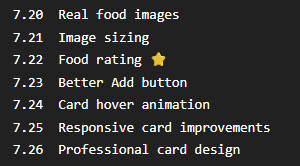 7.20 Real food images
7.21 Image sizing
7.22 Food rating ⭐
7.23 Better Add button
7.24 Card hover animation
7.25 Responsive card improvements
7.26 Professional card design